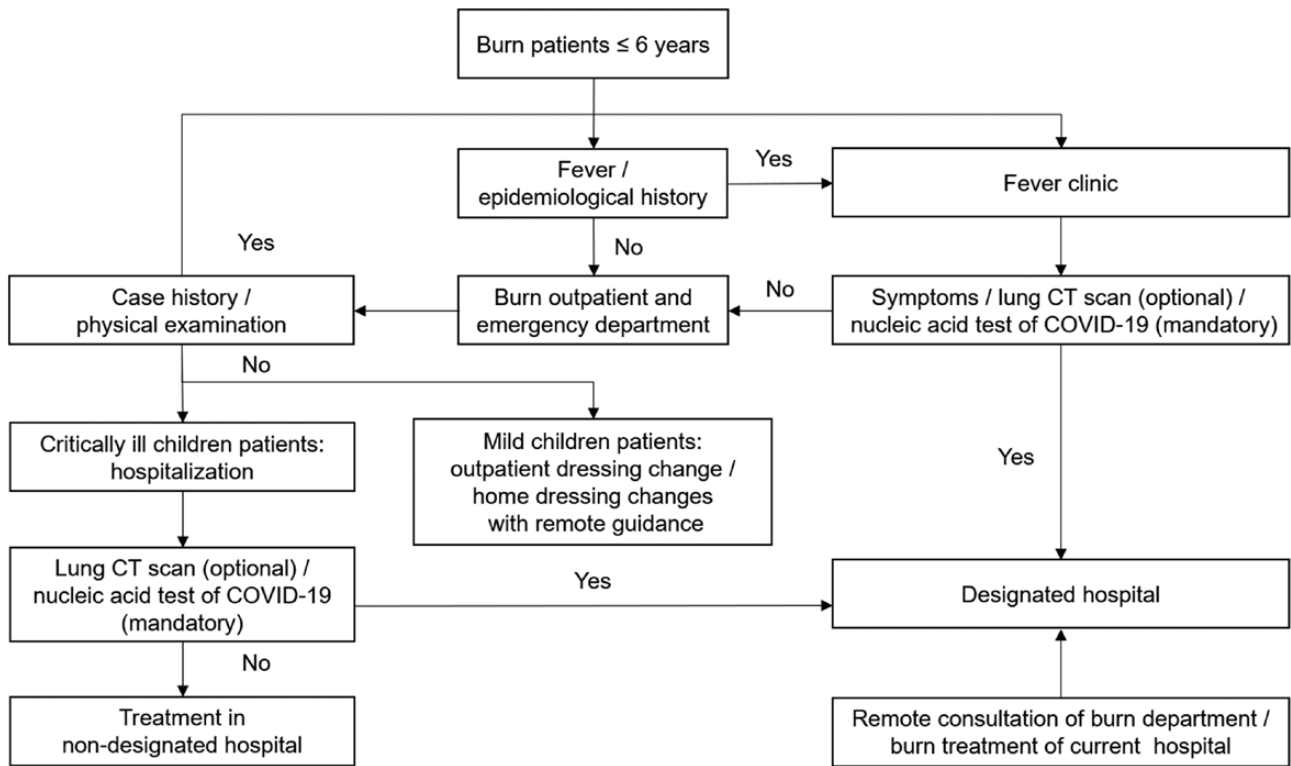 Burn patients ≤ 6 years
Fever /
epidemiological history
Yes
Fever clinic
Yes
No
Case history /
physical examination
Burn outpatient and
emergency department
No
Symptoms / lung CT scan (optional) /
nucleic acid test of COVID-19 (mandatory)
No
Critically ill children patients:
hospitalization
Mild children patients:
outpatient dressing change /
home dressing changes
with remote guidance
Yes
Lung CT scan (optional) /
nucleic acid test of COVID-19
(mandatory)
Yes
Designated hospital
No
Treatment in
non-designated hospital
Remote consultation of burn department /
burn treatment of current hospital